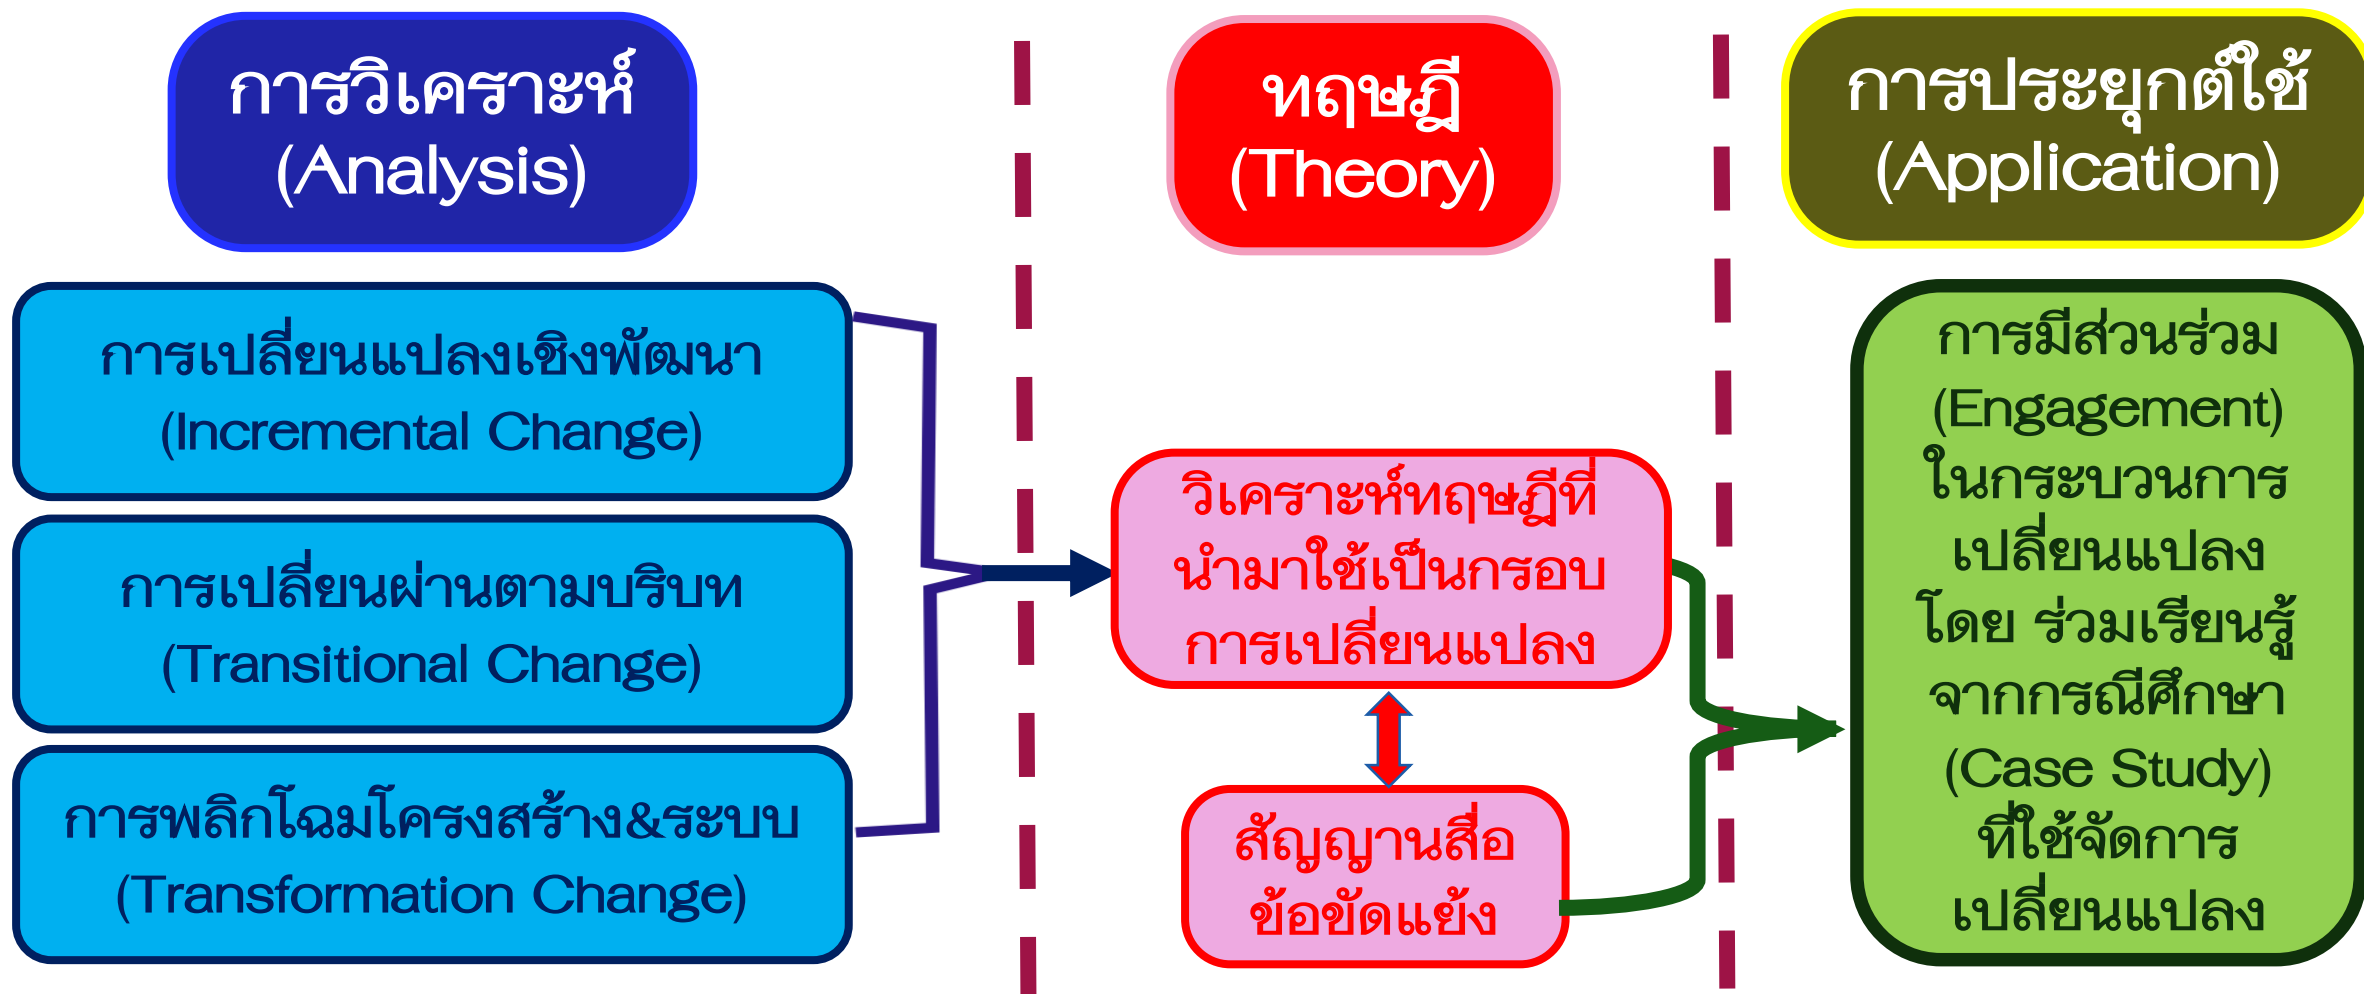 การวิเคราะห์
(Analysis)
ทฤษฎี
(Theory)
การประยุกต์ใช้
(Application)
การเปลี่ยนแปลงเชิงพัฒนา
(Incremental Change)
การเปลี่ยนผ่านตามบริบท
(Transitional Change)
การพลิกโฉมโครงสร้าง&ระบบ
(Transformation Change)
วิเคราะห์ทฤษฎีที่
นำมาใช้เป็นกรอบ
การเปลี่ยนแปลง
สัญญานสื่อ
ข้อขัดแย้ง
การมีส่วนร่วม
(Engagement)
ในกระบวนการ
เปลี่ยนแปลง
โดย ร่วมเรียนรู้
จากกรณีศึกษา
(Case Study)
ที่ใช้จัดการ
เปลี่ยนแปลง